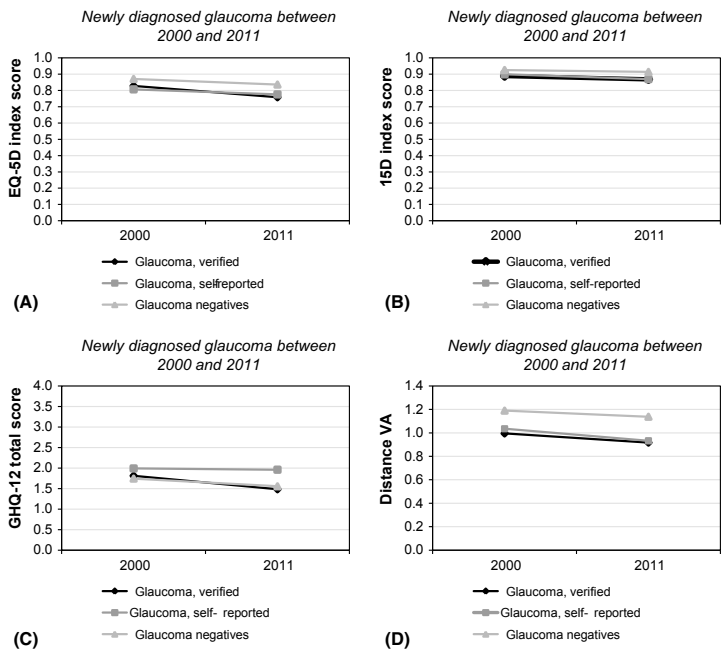 Newly diagnosed glaucoma between
2000 and 2011
EQ-5D index score
1.0
0.9
0.8
0.7
0.6
0.5
0.4
0.3
0.2
0.1
0.0
2000 2011
Glaucoma, verified
Glaucoma, selfreported
Glaucoma negatives
(A)
Newly diagnosed glaucoma between
2000 and 2011
15D index score
1.0
0.9
0.8
0.7
0.6
0.5
0.4
0.3
0.2
0.1
0.0
2000 2011
Glaucoma, verified
Glaucoma, self-reported
Glaucoma negatives
(B)
Newly diagnosed glaucoma between
2000 and 2011
GHQ-12 total score
4.0
3.5
3.0
2.5
2.0
1.5
1.0
0.5
0.0
2000 2011
Glaucoma, verified
Glaucoma, self- reported
Glaucoma negatives
(C)
Newly diagnosed glaucoma between
2000 and 2011
Distance VA
1.4
1.2
1.0
0.8
0.6
0.4
0.2
0.0
2000 2011
Glaucoma, verified
Glaucoma, self- reported
Glaucoma negatives
(D)